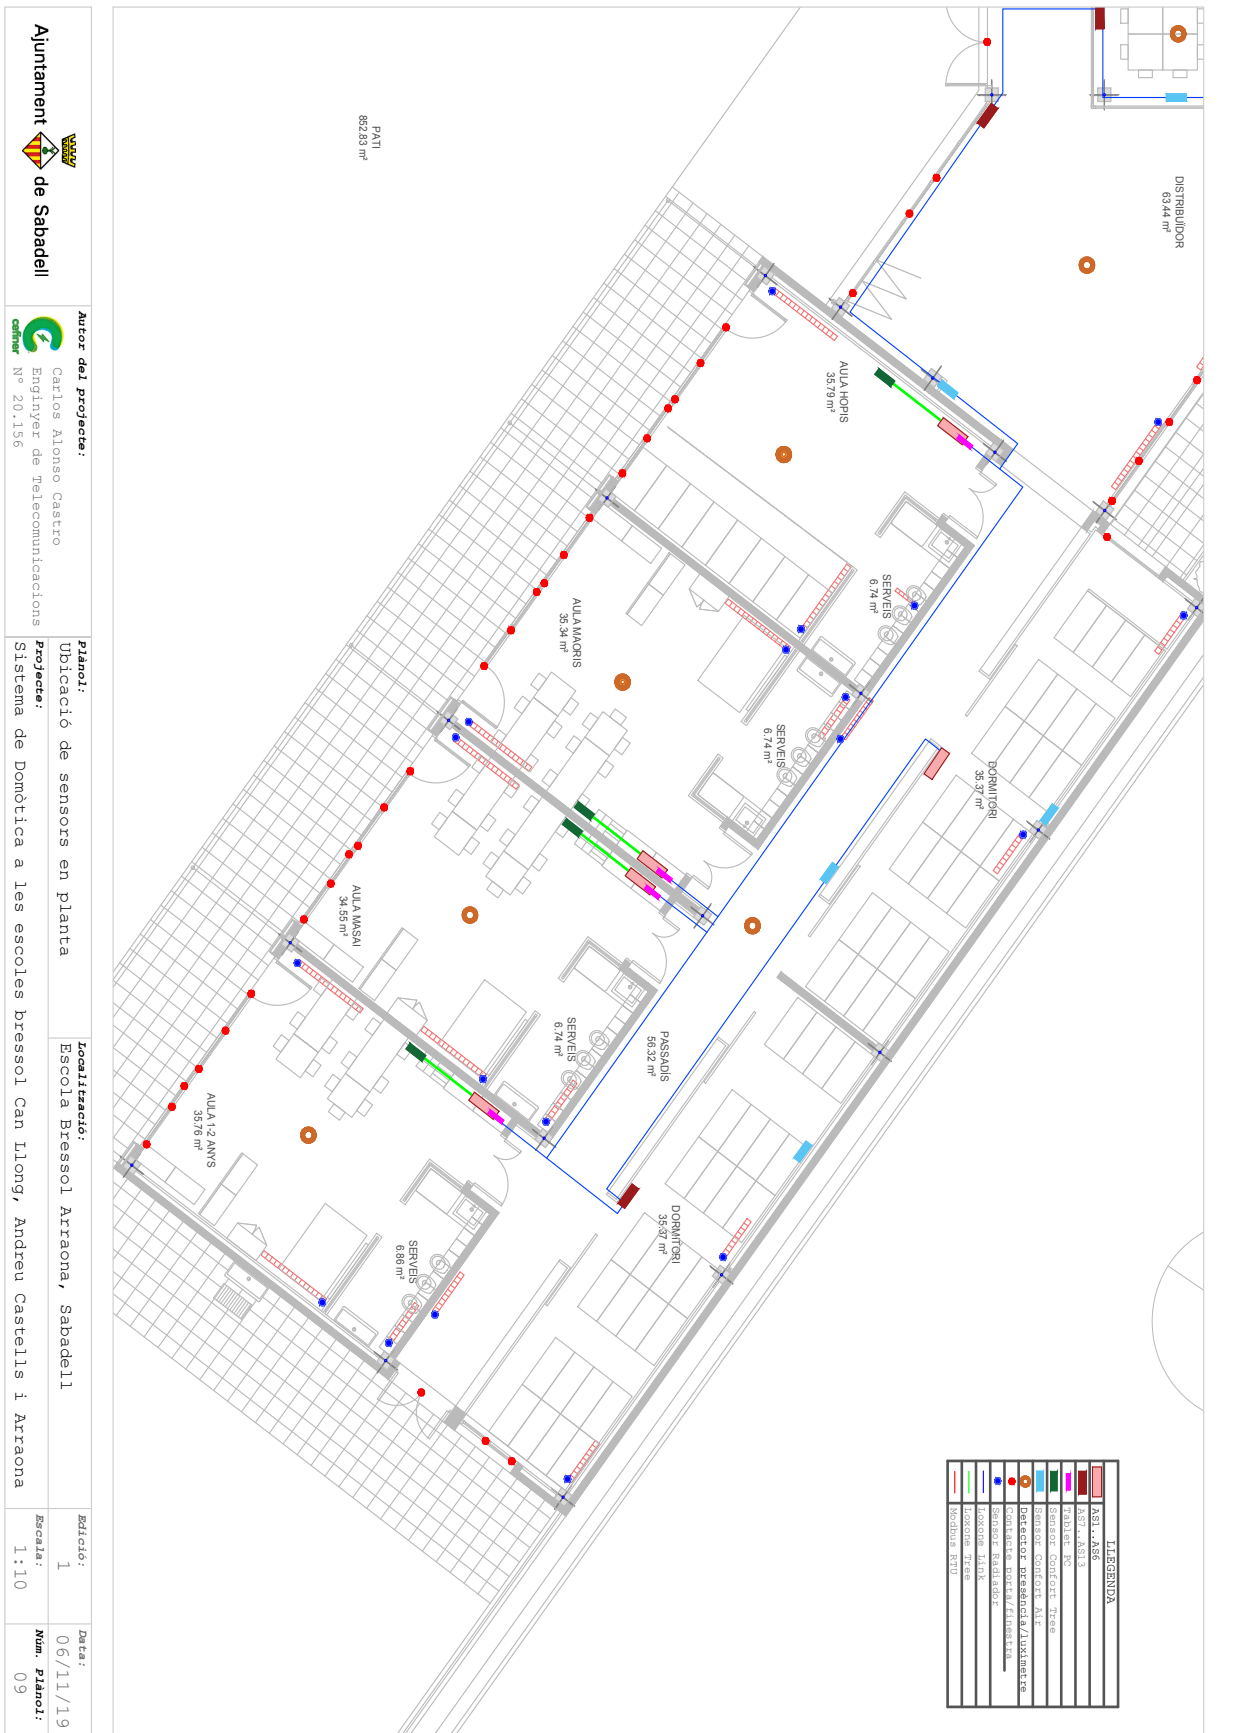 Ajuntament de Sabadell
Autor del projecte:
Carlos Alonso Castro
Enginyer de Telecomunicacions
Nº 20.156
cefiner
Plànol:
Ubicació de sensors en planta
Localització:
Escola Bressol Arraona, Sabadell
Projecte:
Sistema de Domòtica a les escoles bressol Can Llong, Andreu Castells i Arraona
Edició:
1
Data:
06/11/19
Escala:
1:10
Núm. Plànol:
09
PATI
852.83 m²
DISTRIBUÏDOR
63.44 m²
AULA HOPIS
35.79 m²
SERVEIS
6.74 m²
AULA MAORIS
35.34 m²
SERVEIS
6.74 m²
DORMITORI
35.37 m²
AULA MASAI
34.55 m²
SERVEIS
6.74 m²
PASSADÍS
56.32 m²
AULA 1-2 ANYS
35.76 m²
SERVEIS
6.86 m²
DORMITORI
35.37 m²
LLEGENDA
AS1..AS6
AS7..AS13
Tablet PC
Sensor Confort Tree
Sensor Confort Air
Detector presència/luxímetre
Contacte porta/finestra
Sensor Radiador
Loxone Link
Loxone Tree
Modbus RTU